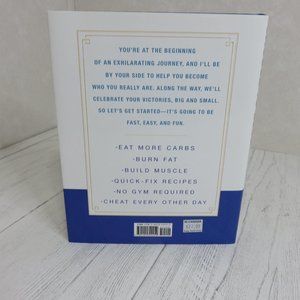 YOU'RE AT THE BEGINNING
OF AN EXHILARATING JOURNEY, AND I'LL BE
BY YOUR SIDE TO HELP YOU BECOME
WHO YOU REALLY ARE. ALONG THE WAY, WE'LL
CELEBRATE YOUR VICTORIES, BIG AND SMALL.
SO LET'S GET STARTED—IT'S GOING TO BE
FAST, EASY, AND FUN.
-EAT MORE CARBS
-BURN FAT
-BUILD MUSCLE
-QUICK-FIX RECIPES
-NO GYM REQUIRED
-CHEAT EVERY OTHER DAY